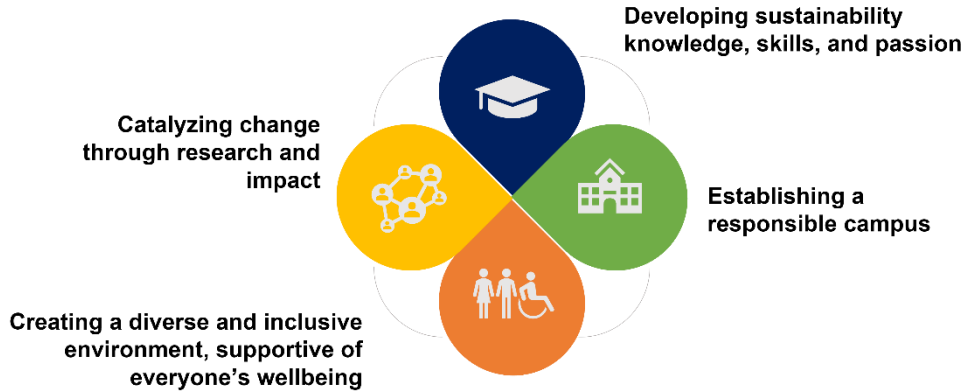 Developing sustainability
knowledge, skills, and passion
Catalyzing change
through research and
impact
Establishing a
responsible campus
Creating a diverse and inclusive
environment, supportive of
everyone’s wellbeing